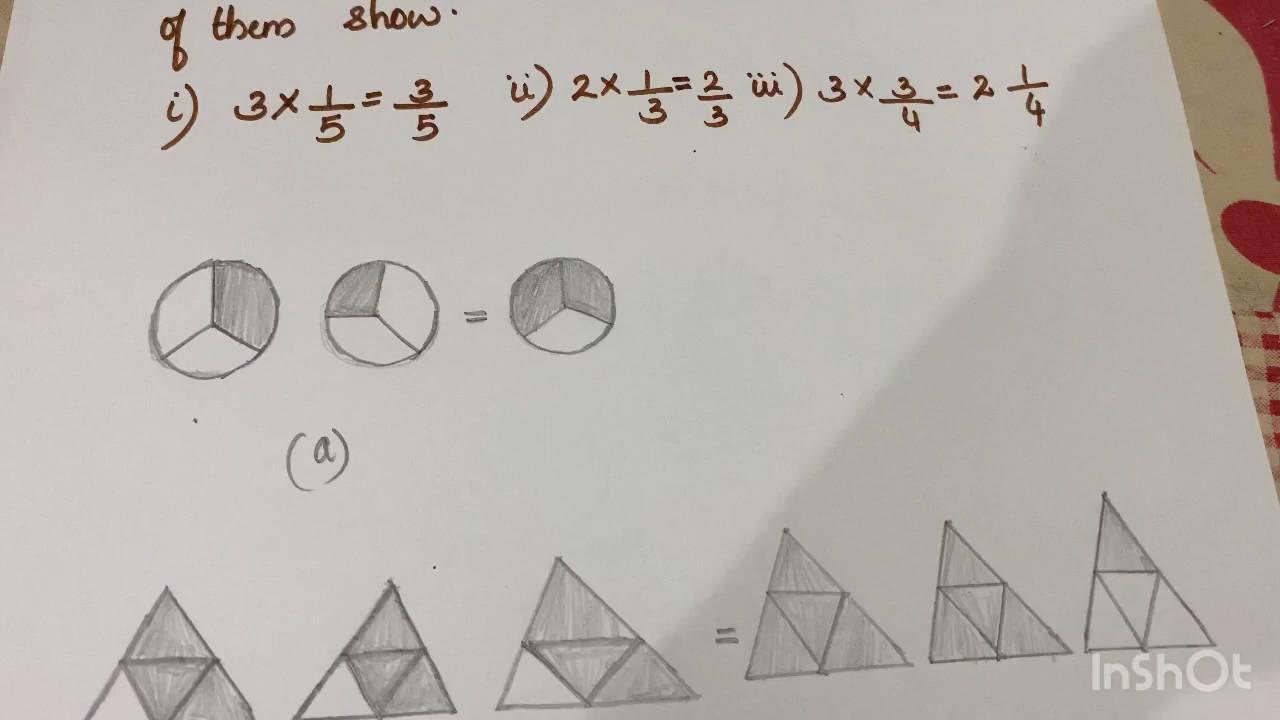 of them show.
i) 3 × 1/5 = 3/5 ii) 2 × 1/3 = 2/3 iii) 3 × 3/4 = 2 1/4
=
(a)
=
InShOt